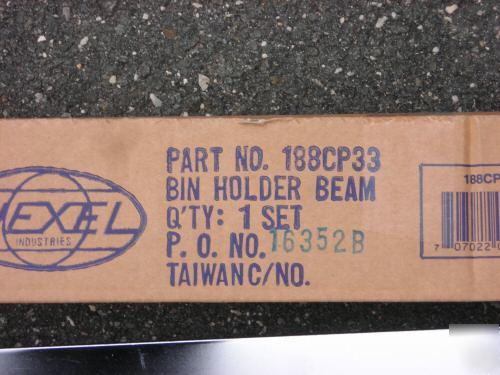 PART NO. 188CP33
BIN HOLDER BEAM
Q'TY: 1 SET
P. O. NO. 16352B
TAIWAN C/NO.
EXEL
INDUSTRIES
188CP
7 07022